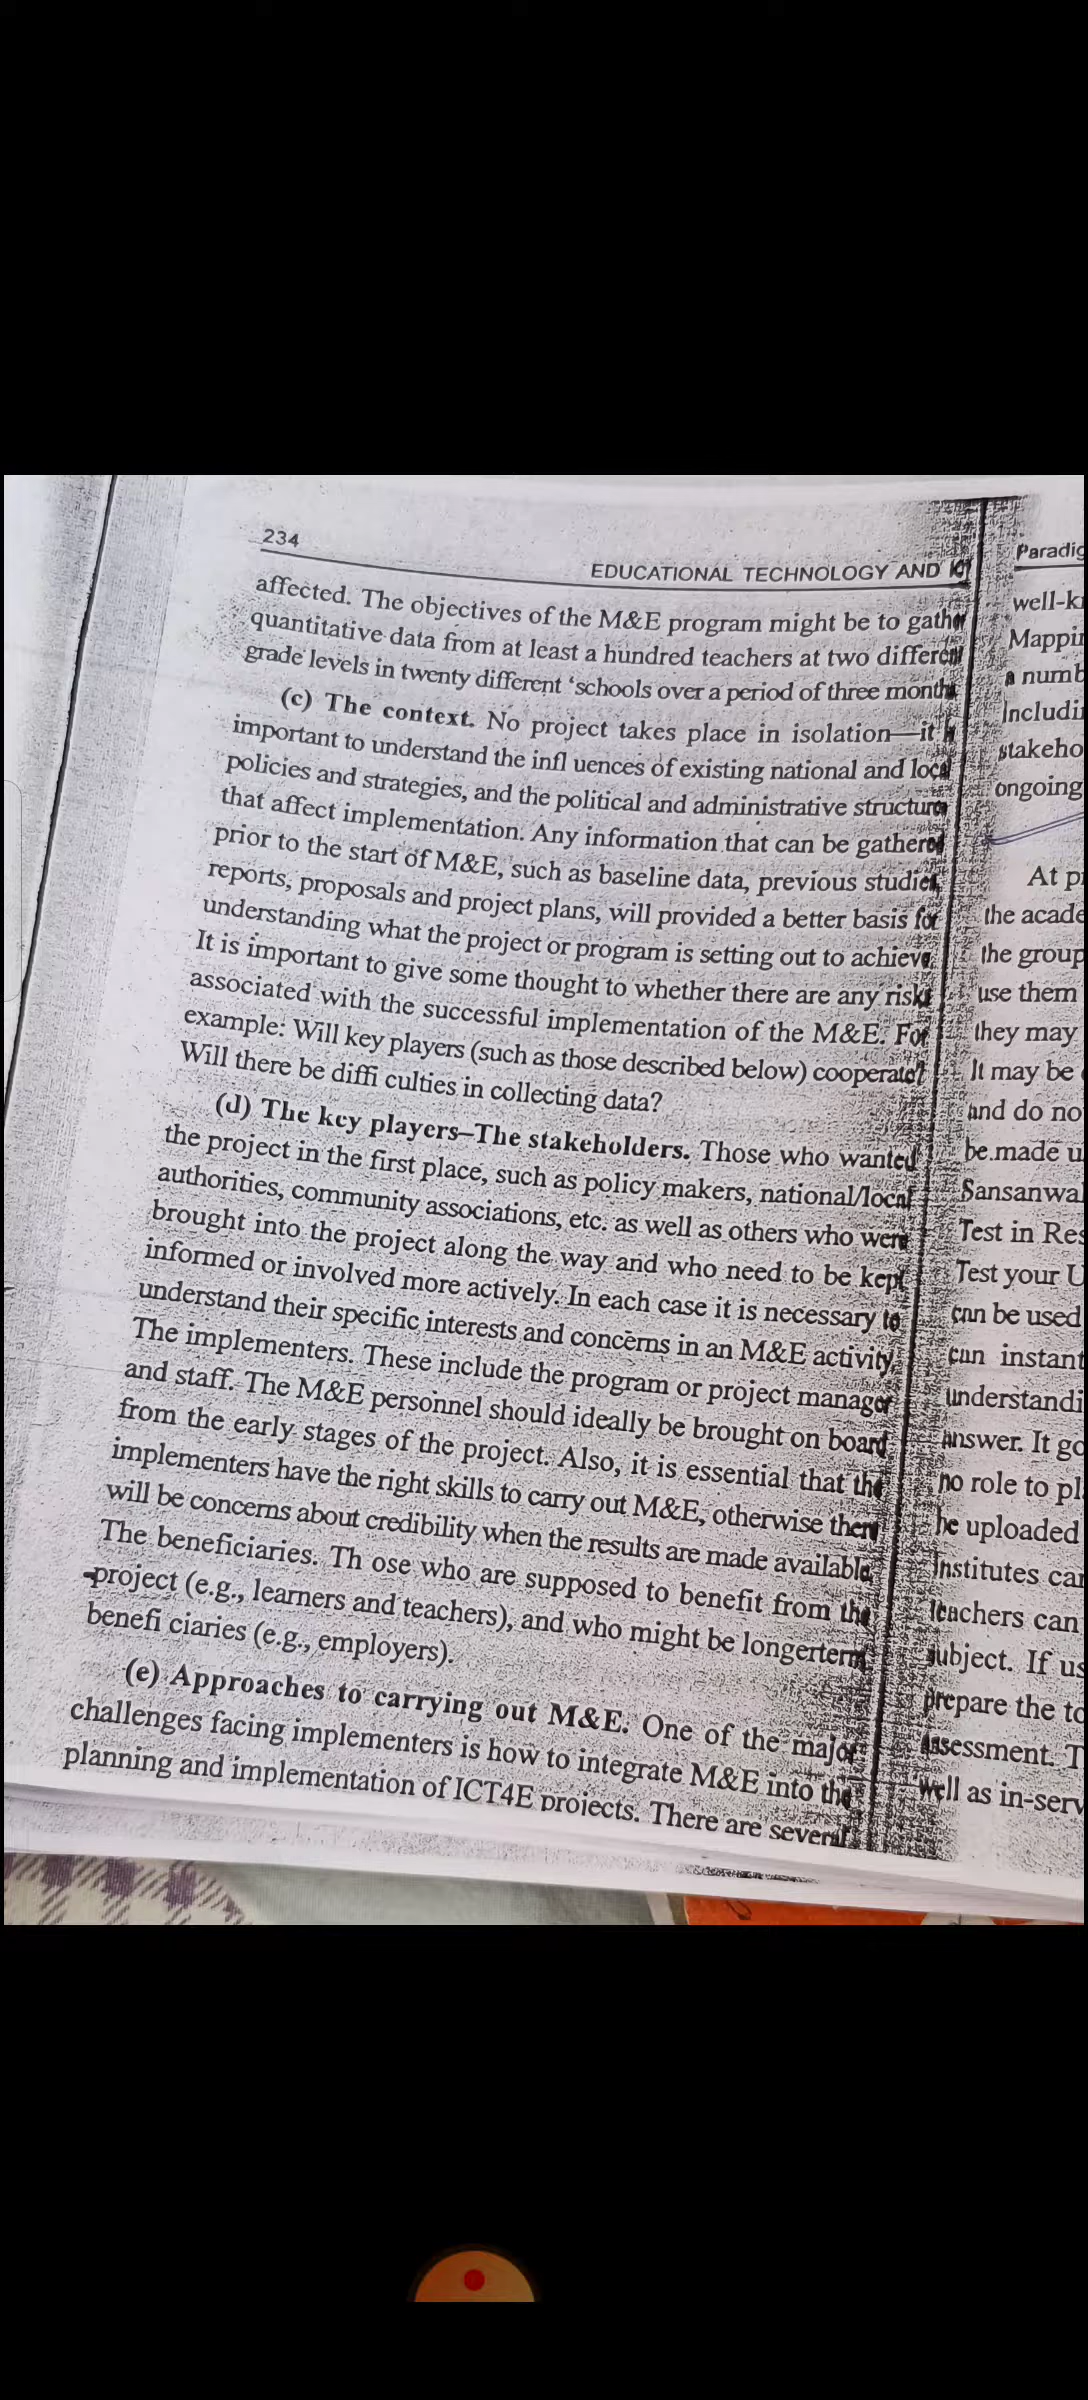 234
EDUCATIONAL TECHNOLOGY AND ICT
affected. The objectives of the M&E program might be to gather
quantitative data from at least a hundred teachers at two different
grade levels in twenty different ‘schools over a period of three months
(c) The context. No project takes place in isolation—it is
important to understand the infl uences of existing national and local
policies and strategies, and the political and administrative structures
that affect implementation. Any information that can be gathered
prior to the start of M&E, such as baseline data, previous studies,
reports, proposals and project plans, will provided a better basis for
understanding what the project or program is setting out to achieve.
It is important to give some thought to whether there are any risks
associated with the successful implementation of the M&E. For
example: Will key players (such as those described below) cooperate?
Will there be diffi culties in collecting data?
(d) The key players–The stakeholders. Those who wanted
the project in the first place, such as policy makers, national/local
authorities, community associations, etc. as well as others who were
brought into the project along the way and who need to be kept
informed or involved more actively. In each case it is necessary to
understand their specific interests and concerns in an M&E activity,
The implementers. These include the program or project manager
and staff. The M&E personnel should ideally be brought on board
from the early stages of the project. Also, it is essential that the
implementers have the right skills to carry out M&E, otherwise there
will be concerns about credibility when the results are made available,
The beneficiaries. Th ose who are supposed to benefit from the
project (e.g., learners and teachers), and who might be longerterm
benefi ciaries (e.g., employers).
(e) Approaches to carrying out M&E. One of the major
challenges facing implementers is how to integrate M&E into the
planning and implementation of ICT4E projects. There are several
Paradig
well-k
Mappin
a numb
Includi
stakeho
ongoing
At p
the acade
the group
use them
they may
It may be
and do no
be made u
Sansanwa
Test in Res
Test your U
can be used
can instant
understandi
answer. It go
no role to pl
be uploaded
Institutes ca
teachers can
subject. If us
prepare the to
assessment. T
well as in-serv